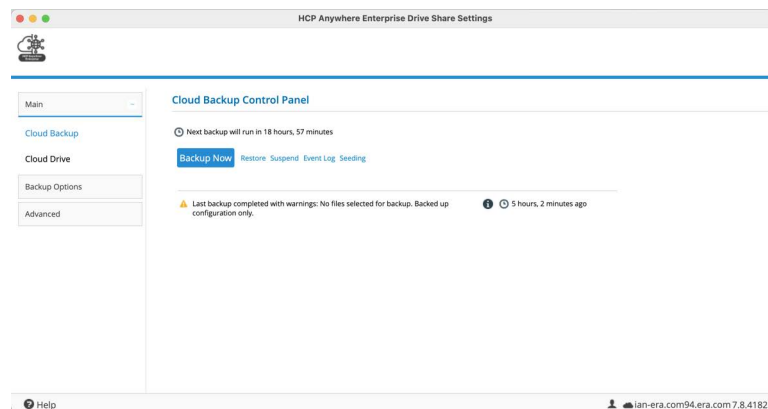 HCP Anywhere Enterprise Drive Share Settings
Main
Cloud Backup
Cloud Drive
Backup Options
Advanced
Cloud Backup Control Panel
Next backup will run in 18 hours, 57 minutes
Backup Now Restore Suspend Event Log Seeding
Last backup completed with warnings: No files selected for backup. Backed up
configuration only.
5 hours, 2 minutes ago
Help
ian-era.com94.era.com 7.8.4182